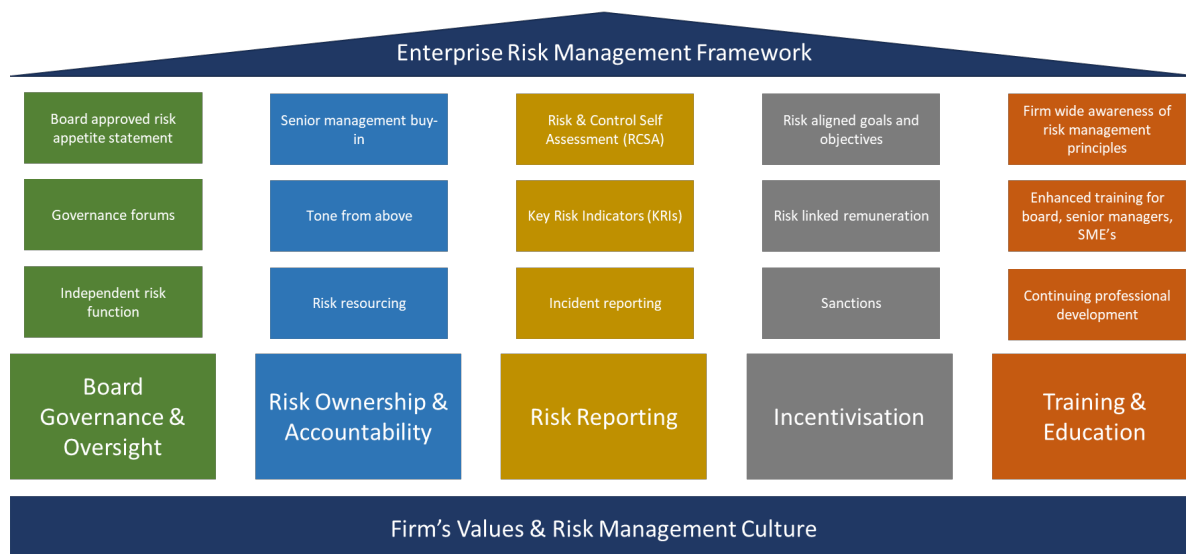 Enterprise Risk Management Framework
Board approved risk
appetite statement
Senior management buy-
in
Risk & Control Self
Assessment (RCSA)
Risk aligned goals and
objectives
Firm wide awareness of
risk management
principles
Governance forums
Tone from above
Key Risk Indicators (KRIs)
Risk linked remuneration
Enhanced training for
board, senior managers,
SME's
Independent risk
function
Risk resourcing
Incident reporting
Sanctions
Continuing professional
development
Board
Governance &
Oversight
Risk Ownership &
Accountability
Risk Reporting
Incentivisation
Training &
Education
Firm's Values & Risk Management Culture